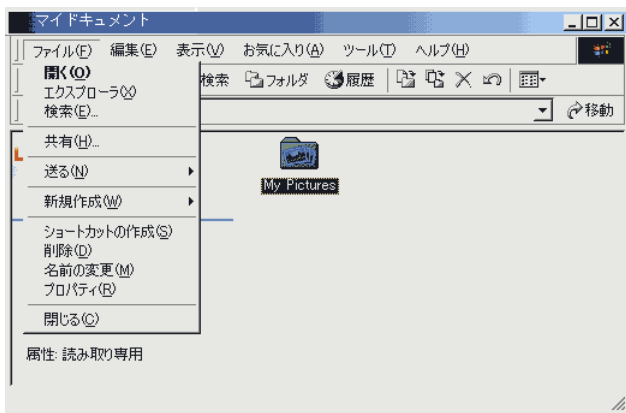 マイドキュメント
ファイル(F) 編集(E) 表示(V) お気に入り(A) ツール(T) ヘルプ(H)
検索 フォルダ 履歴
移動
開く(O)
エクスプローラ(X)
検索(E)...
共有(H)...
送る(N)
新規作成(W)
ショートカットの作成(S)
削除(D)
名前の変更(M)
プロパティ(R)
閉じる(C)
My Pictures
属性: 読み取り専用